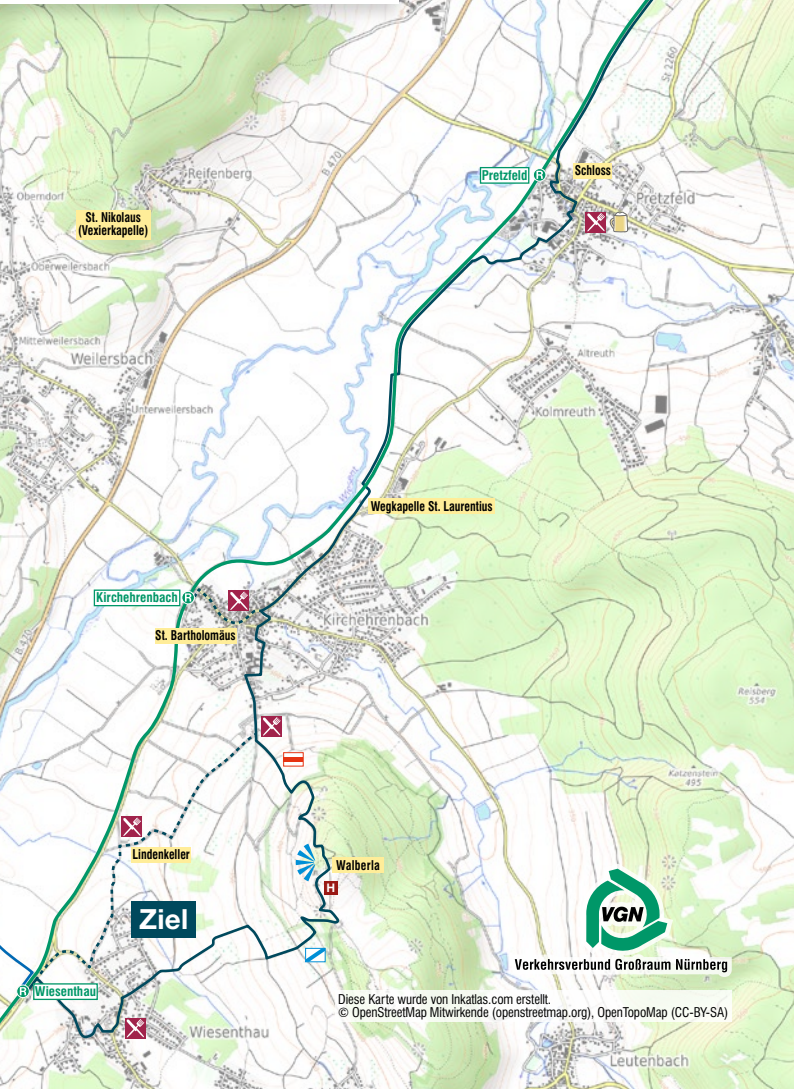 St 2260
B 470
Reifenberg
Pretzfeld
R
Schloss
Pretzfeld
Oberndorf
St. Nikolaus
(Vexierkapelle)
Oberweilersbach
Mittelweilersbach
Weilersbach
Altreuth
Kolmreuth
Unterweilersbach
Wiesent
Wegkapelle St. Laurentius
Kirchehrenbach
R
Kirchehrenbach
St. Bartholomäus
B 470
Reisberg
554
Katzenstein
495
Lindenkeller
Walberla
H
Ziel
VGN
Verkehrsverbund Großraum Nürnberg
R
Wiesenthau
Diese Karte wurde von Inkatlas.com erstellt.
© OpenStreetMap Mitwirkende (openstreetmap.org), OpenTopoMap (CC-BY-SA)
Wiesenthau
Leutenbach